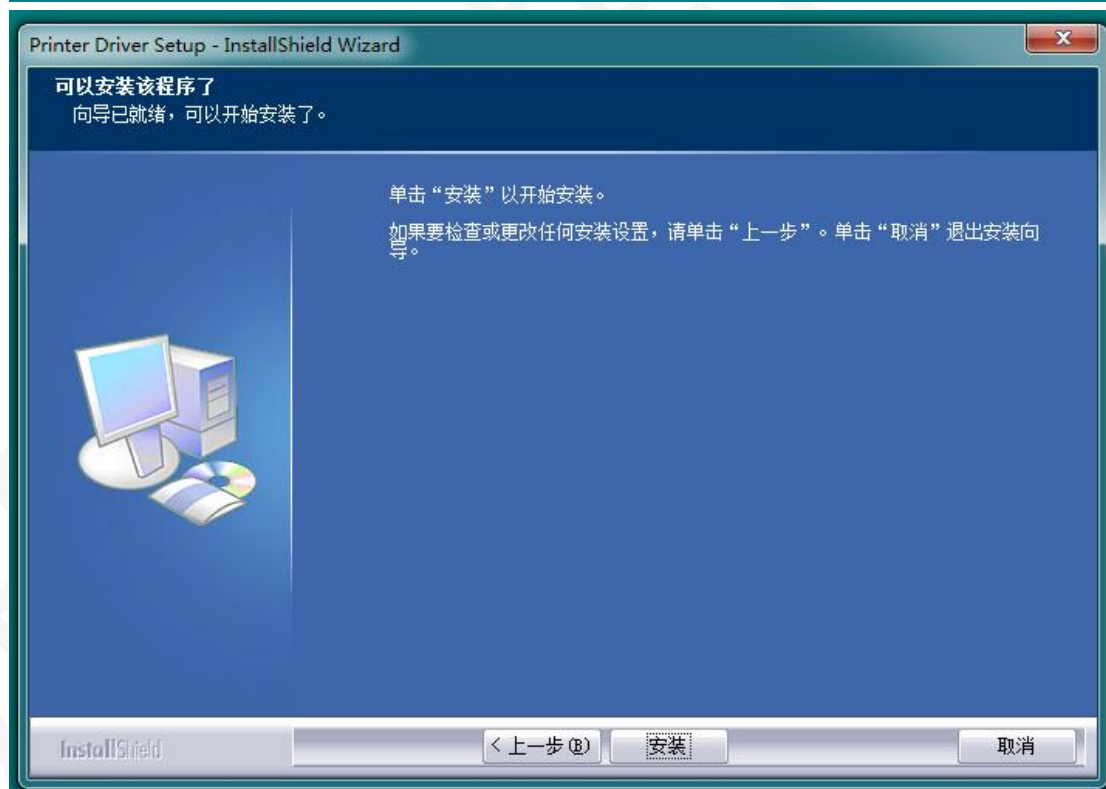 Printer Driver Setup - InstallShield Wizard
可以安装该程序了
向导已就绪，可以开始安装了。
单击“安装”以开始安装。
如果要检查或更改任何安装设置，请单击“上一步”。单击“取消”退出安装向
导。
InstallShield
< 上一步(B)
安装
取消